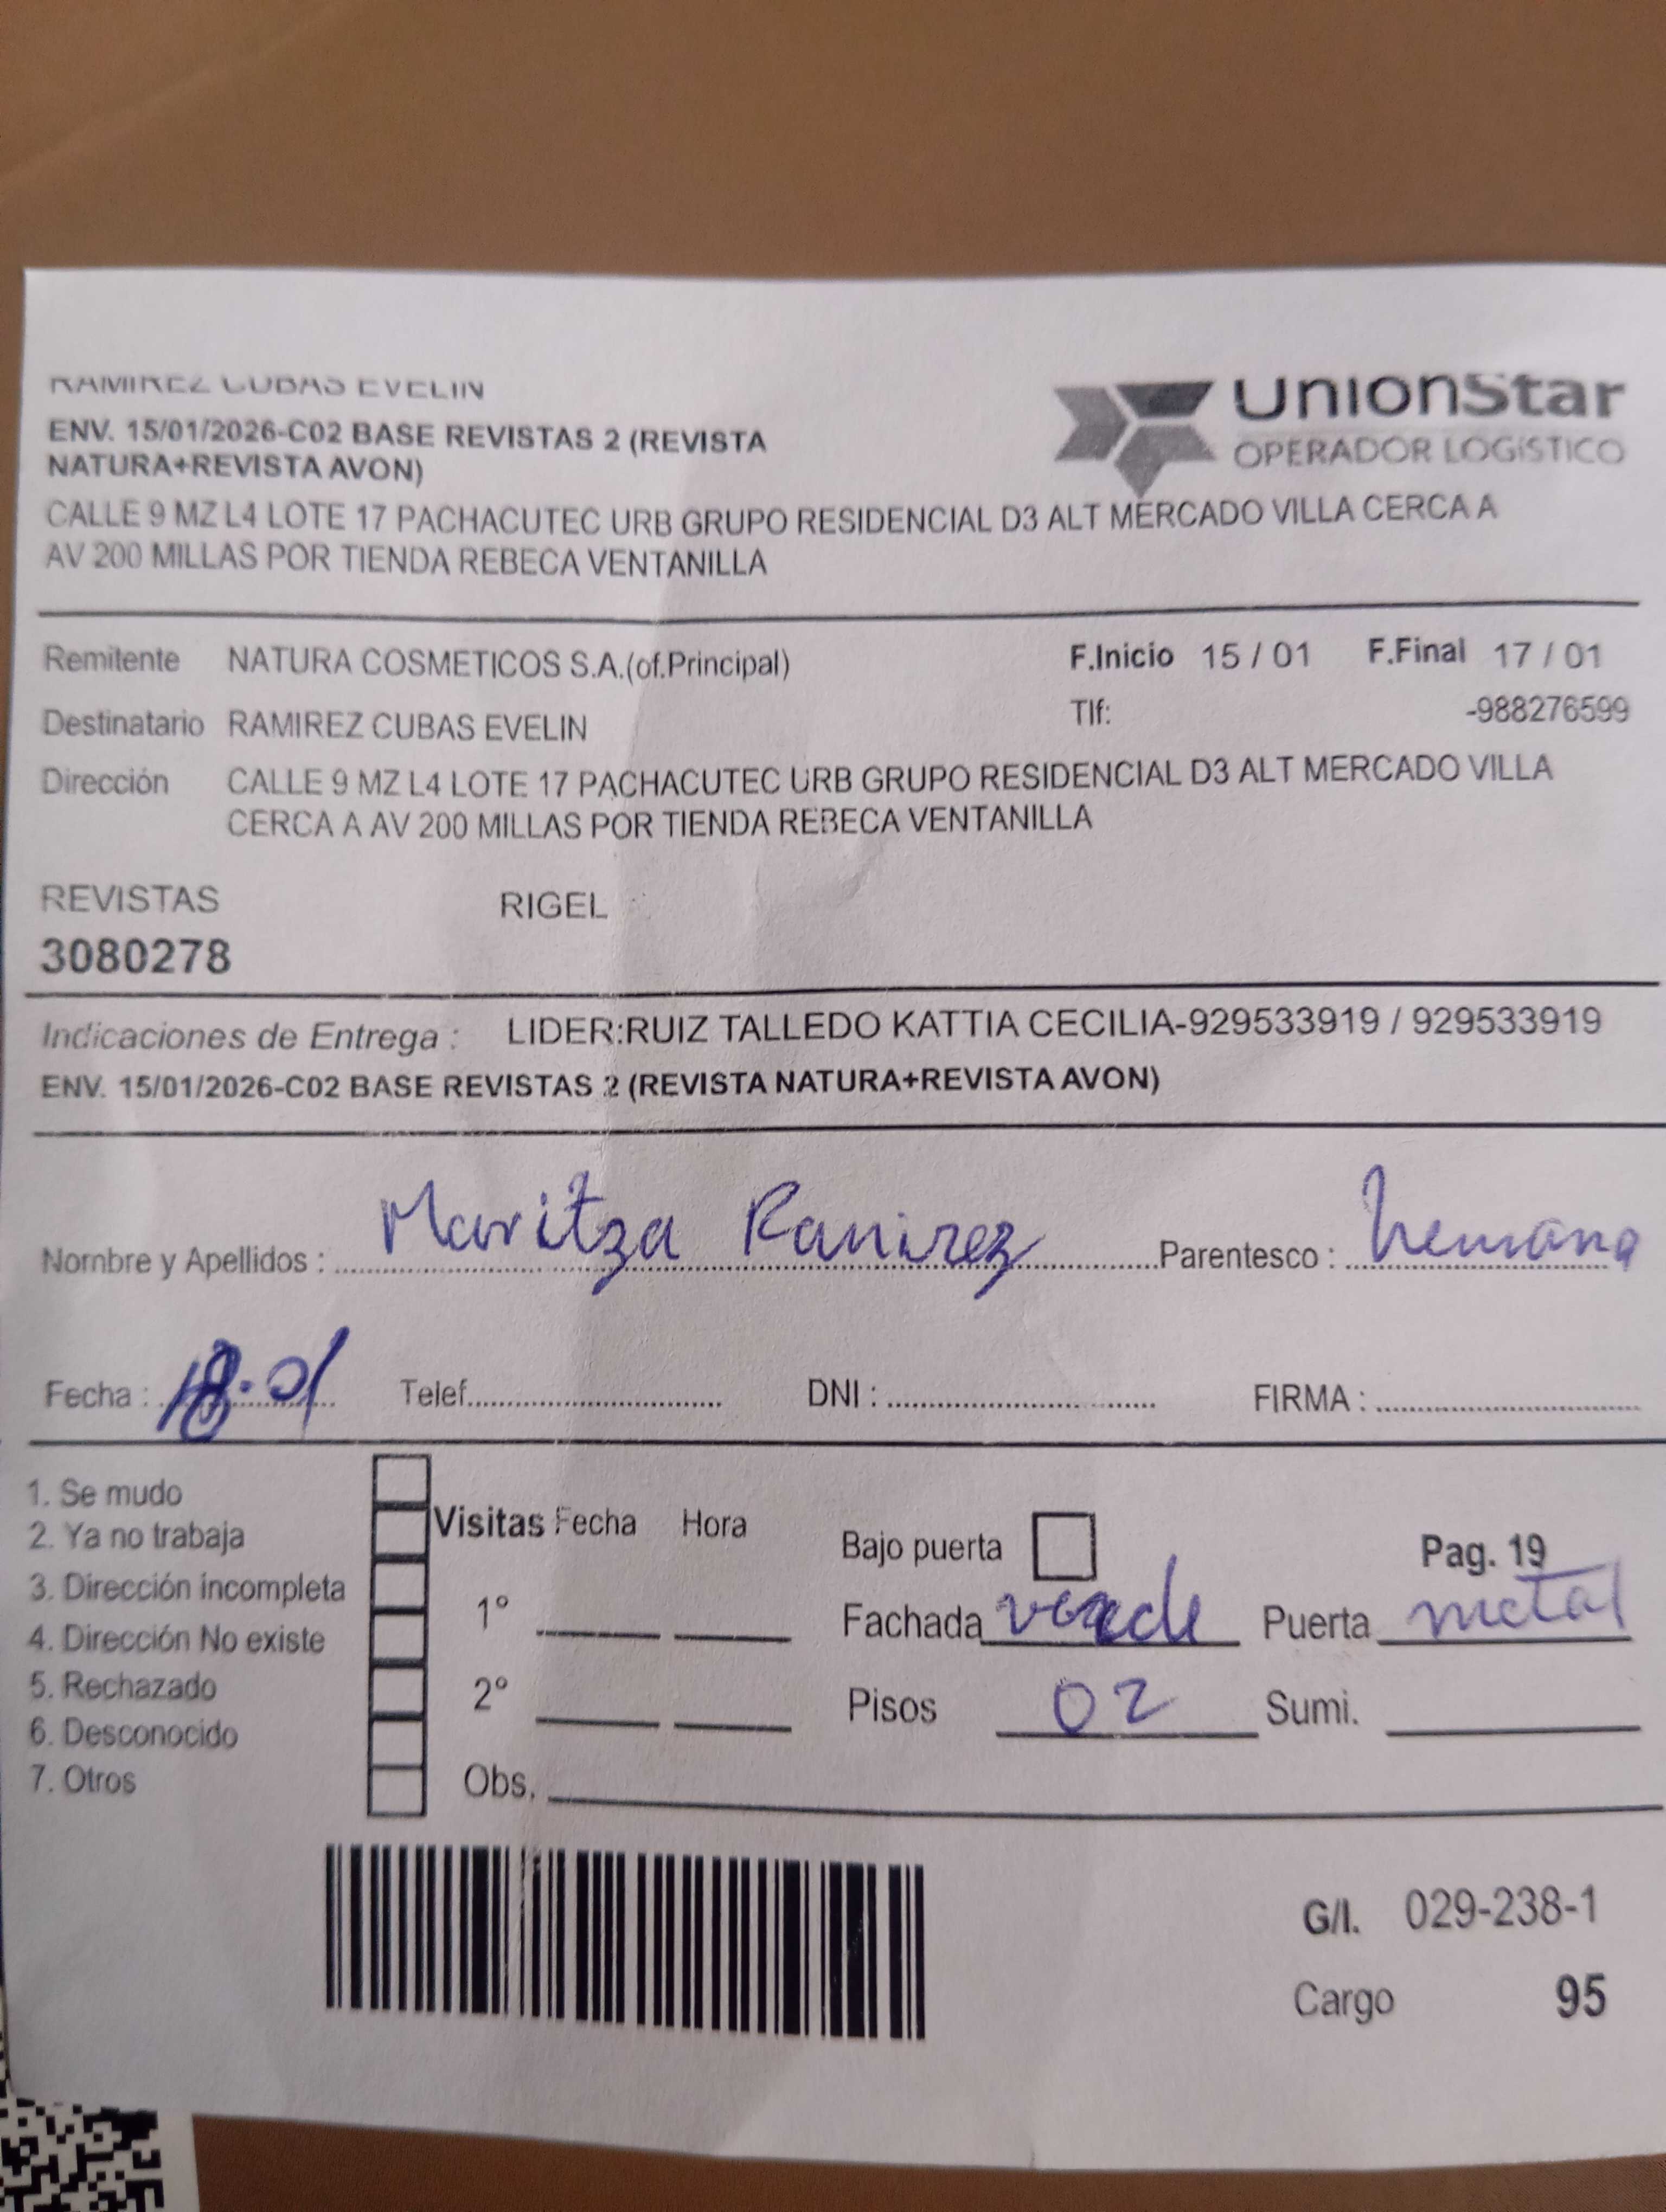 RAMIREZ CUBAS EVELIN
UnionStar
OPERADOR LOGÍSTICO
ENV. 15/01/2026-C02 BASE REVISTAS 2 (REVISTA
NATURA+REVISTA AVON)
CALLE 9 MZ L4 LOTE 17 PACHACUTEC URB GRUPO RESIDENCIAL D3 ALT MERCADO VILLA CERCA A
AV 200 MILLAS POR TIENDA REBECA VENTANILLA
Remitente NATURA COSMETICOS S.A.(of.Principal) F.Inicio 15 / 01 F.Final 17 / 01
Destinatario RAMIREZ CUBAS EVELIN Tlf: -988276599
Dirección CALLE 9 MZ L4 LOTE 17 PACHACUTEC URB GRUPO RESIDENCIAL D3 ALT MERCADO VILLA
CERCA A AV 200 MILLAS POR TIENDA REBECA VENTANILLA
REVISTAS RIGEL
3080278
Indicaciones de Entrega : LIDER:RUIZ TALLEDO KATTIA CECILIA-929533919 / 929533919
ENV. 15/01/2026-C02 BASE REVISTAS 2 (REVISTA NATURA+REVISTA AVON)
Nombre y Apellidos : Maritza Ramirez Parentesco : hemana
Fecha : 18-01 Telef. DNI : FIRMA :
1. Se mudo
2. Ya no trabaja
3. Dirección incompleta
4. Dirección No existe
5. Rechazado
6. Desconocido
7. Otros
Visitas Fecha Hora
1°
2°
Obs.
Bajo puerta Pag. 19
Fachada verde Puerta metal
Pisos 02 Sumi.
G/I. 029-238-1
Cargo 95